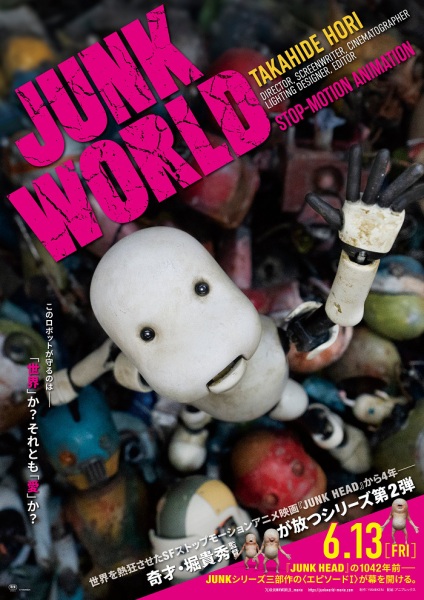 JUNK
WORLD
TAKAHIDE HORI
DIRECTOR, SCREENWRITER, CINEMATOGRAPHER
LIGHTING DESIGNER, EDITOR
STOP-MOTION ANIMATION
このロボットが守るのは──
「世界」か？それとも「愛」か？
世界を熱狂させたSFストップモーションアニメ映画『JUNK HEAD』から4年──
奇才・堀貴秀監督が放つシリーズ第2弾
6.13[FRI]
『JUNK HEAD』の1042年前──
JUNKシリーズ三部作の《エピソードI》が幕を開ける。